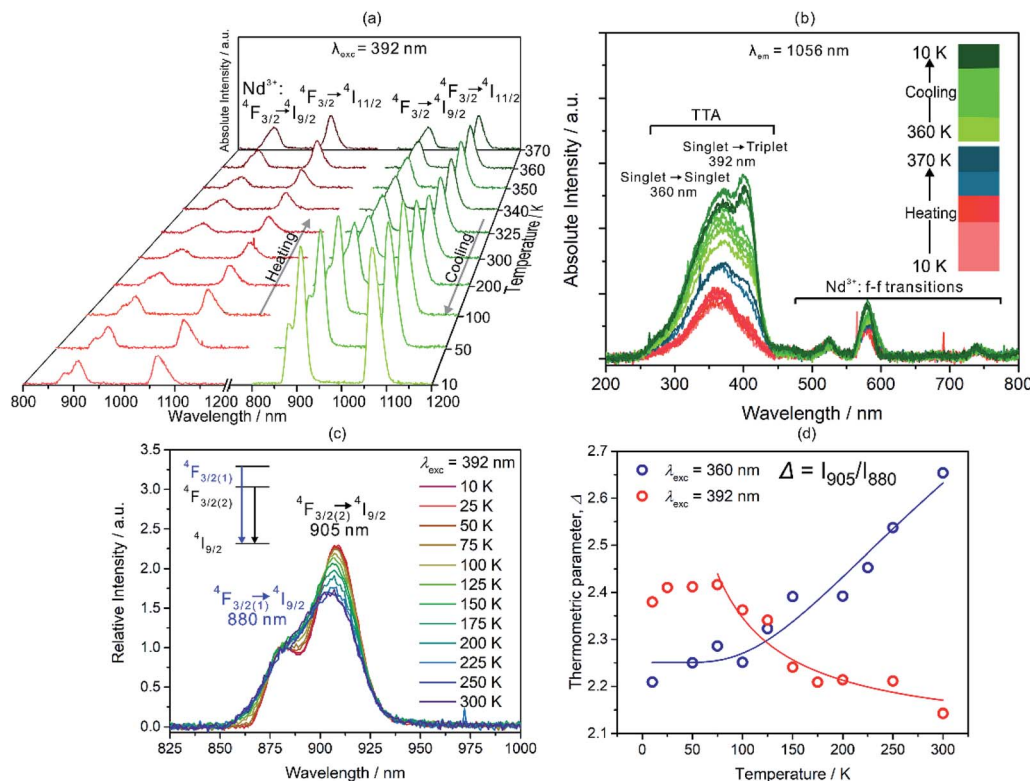 (a)
λexc = 392 nm
Nd³⁺:
⁴F3/2→⁴I9/2
⁴F3/2→⁴I11/2
⁴F3/2→⁴I9/2
⁴F3/2→⁴I11/2
Absolute Intensity / a.u.
370
360
350
340
325
300
200
100
50
10
Temperature / K
Heating
Cooling
800 900 1000 1100 1200 800 900 1000 1100 1200
Wavelength / nm Wavelength / nm
(b)
λem = 1056 nm
TTA
Singlet → Triplet
392 nm
Singlet → Singlet
360 nm
Nd³⁺: f-f transitions
10 K
Cooling
360 K
370 K
Heating
10 K
Absolute Intensity / a.u.
200 300 400 500 600 700 800
Wavelength / nm
(c)
3.5
3.0
2.5
2.0
1.5
1.0
0.5
0.0
Relative Intensity / a.u.
⁴F3/2(1)
⁴F3/2(2)
⁴I9/2
⁴F3/2(2)→⁴I9/2
905 nm
⁴F3/2(1)→⁴I9/2
880 nm
λexc = 392 nm
10 K
25 K
50 K
75 K
100 K
125 K
150 K
175 K
200 K
225 K
250 K
300 K
825 850 875 900 925 950 975 1000
Wavelength / nm
(d)
λexc = 360 nm
λexc = 392 nm
Δ = I905/I880
2.7
2.6
2.5
2.4
2.3
2.2
2.1
Thermometric parameter, Δ
0 50 100 150 200 250 300
Temperature / K